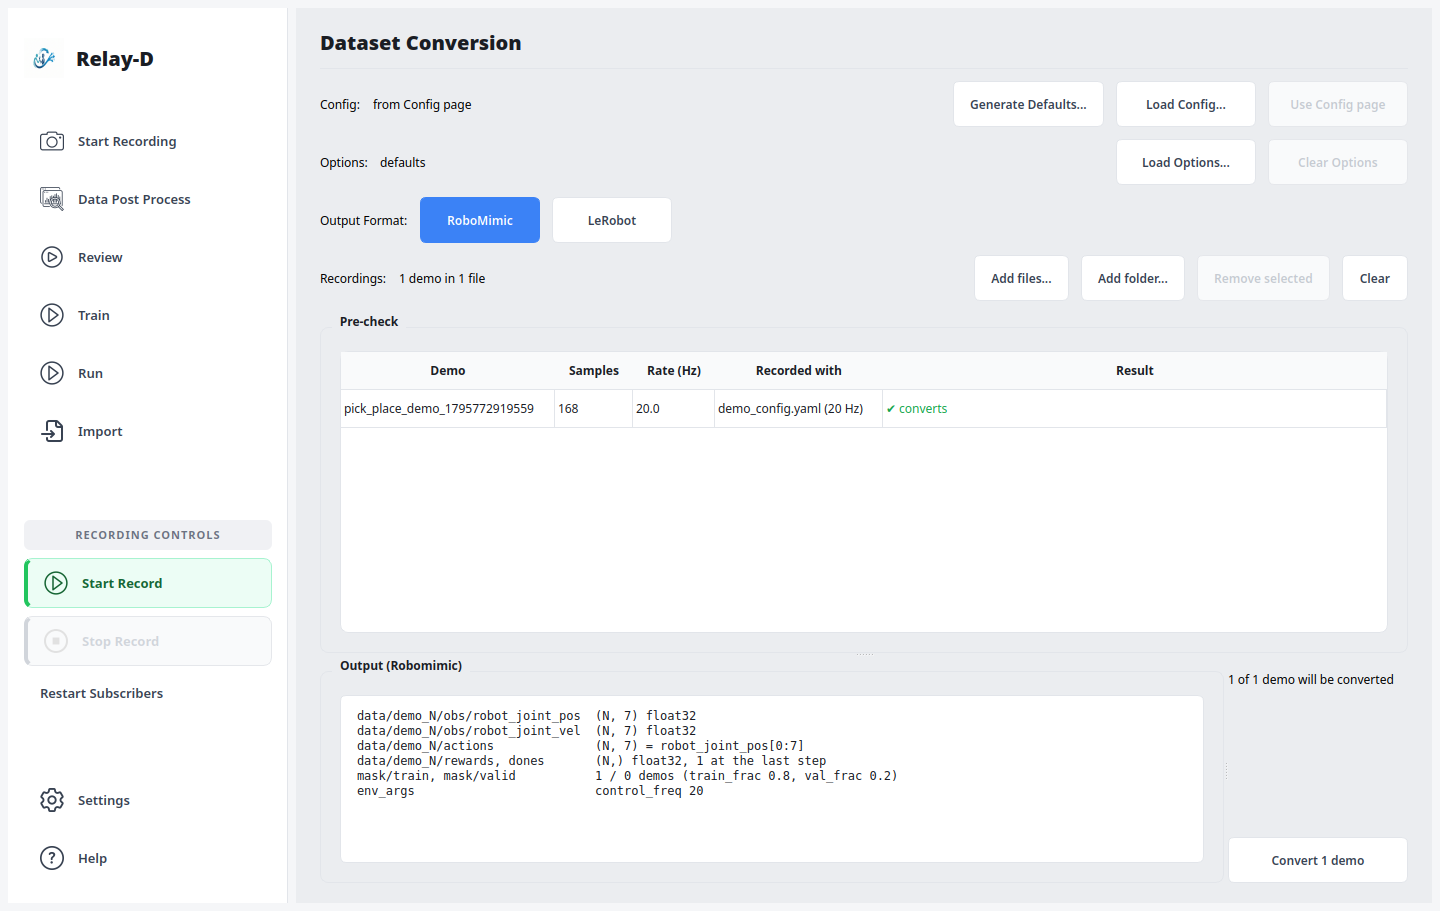 Relay-D
Start Recording
Data Post Process
Review
Train
Run
Import
RECORDING CONTROLS
Start Record
Stop Record
Restart Subscribers
Settings
Help
Dataset Conversion
Config: from Config page
Generate Defaults...
Load Config...
Use Config page
Options: defaults
Load Options...
Clear Options
Output Format:
RoboMimic
LeRobot
Recordings: 1 demo in 1 file
Add files...
Add folder...
Remove selected
Clear
Pre-check
Demo Samples Rate (Hz) Recorded with Result
pick_place_demo_1795772919559 168 20.0 demo_config.yaml (20 Hz) ✔ converts
Output (Robomimic)
data/demo_N/obs/robot_joint_pos (N, 7) float32
data/demo_N/obs/robot_joint_vel (N, 7) float32
data/demo_N/actions (N, 7) = robot_joint_pos[0:7]
data/demo_N/rewards, dones (N,) float32, 1 at the last step
mask/train, mask/valid 1 / 0 demos (train_frac 0.8, val_frac 0.2)
env_args control_freq 20
1 of 1 demo will be converted
Convert 1 demo